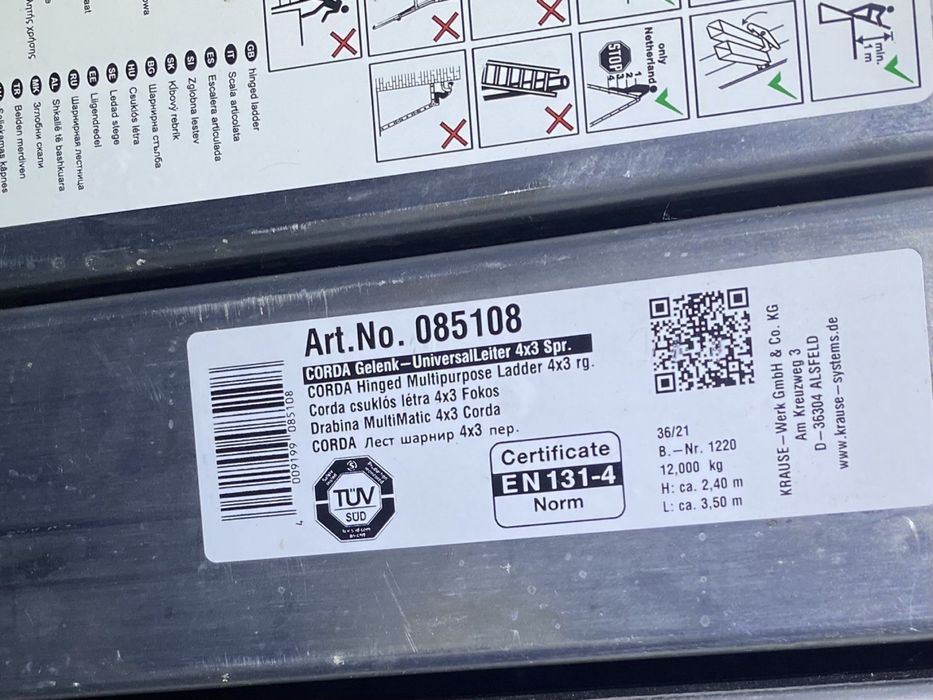 GB hinged ladder
IT Scala articolata
ES Escalera articulada
SI Zglobna lestev
SK Kĺbový rebrík
BG Шарнирна стълба
HU Csuklós létra
SE Ledad stege
EE Liigendredel
RU Шарнирная лестница
AL Shkallë të bashkuara
MK Зглобни скали
TR Belden merdiven
only
Netherland
STOP
1
2
3
4
min.
1 m
Art.No. 085108
CORDA Gelenk-UniversalLeiter 4x3 Spr.
CORDA Hinged Multipurpose Ladder 4x3 rg.
Corda csuklós létra 4x3 Fokos
Drabina MultiMatic 4x3 Corda
CORDA Лест шарнир 4x3 пер.
4 009199 085108
TÜV
SÜD
Certificate
EN 131-4
Norm
36/21
B.-Nr. 1220
12,000 kg
H: ca. 2,40 m
L: ca. 3,50 m
KRAUSE-Werk GmbH & Co. KG
Am Kreuzweg 3
D-36304 ALSFELD
www.krause-systems.de